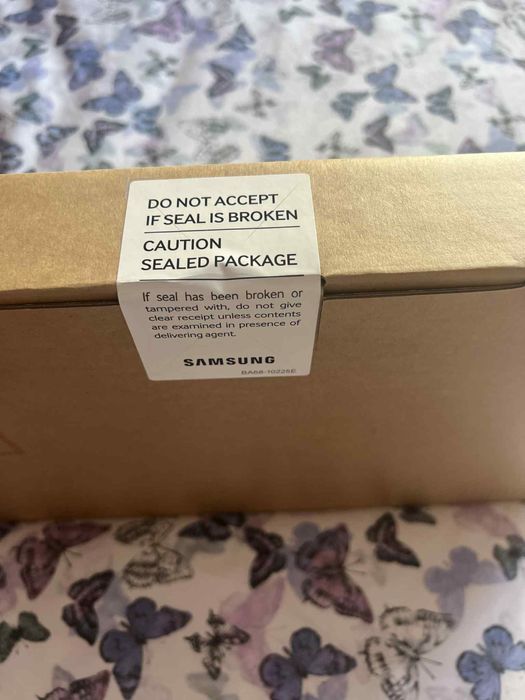 DO NOT ACCEPT
IF SEAL IS BROKEN
CAUTION
SEALED PACKAGE
If seal has been broken or
tampered with, do not give
clear receipt unless contents
are examined in presence of
delivering agent.
SAMSUNG
BA68-10225E